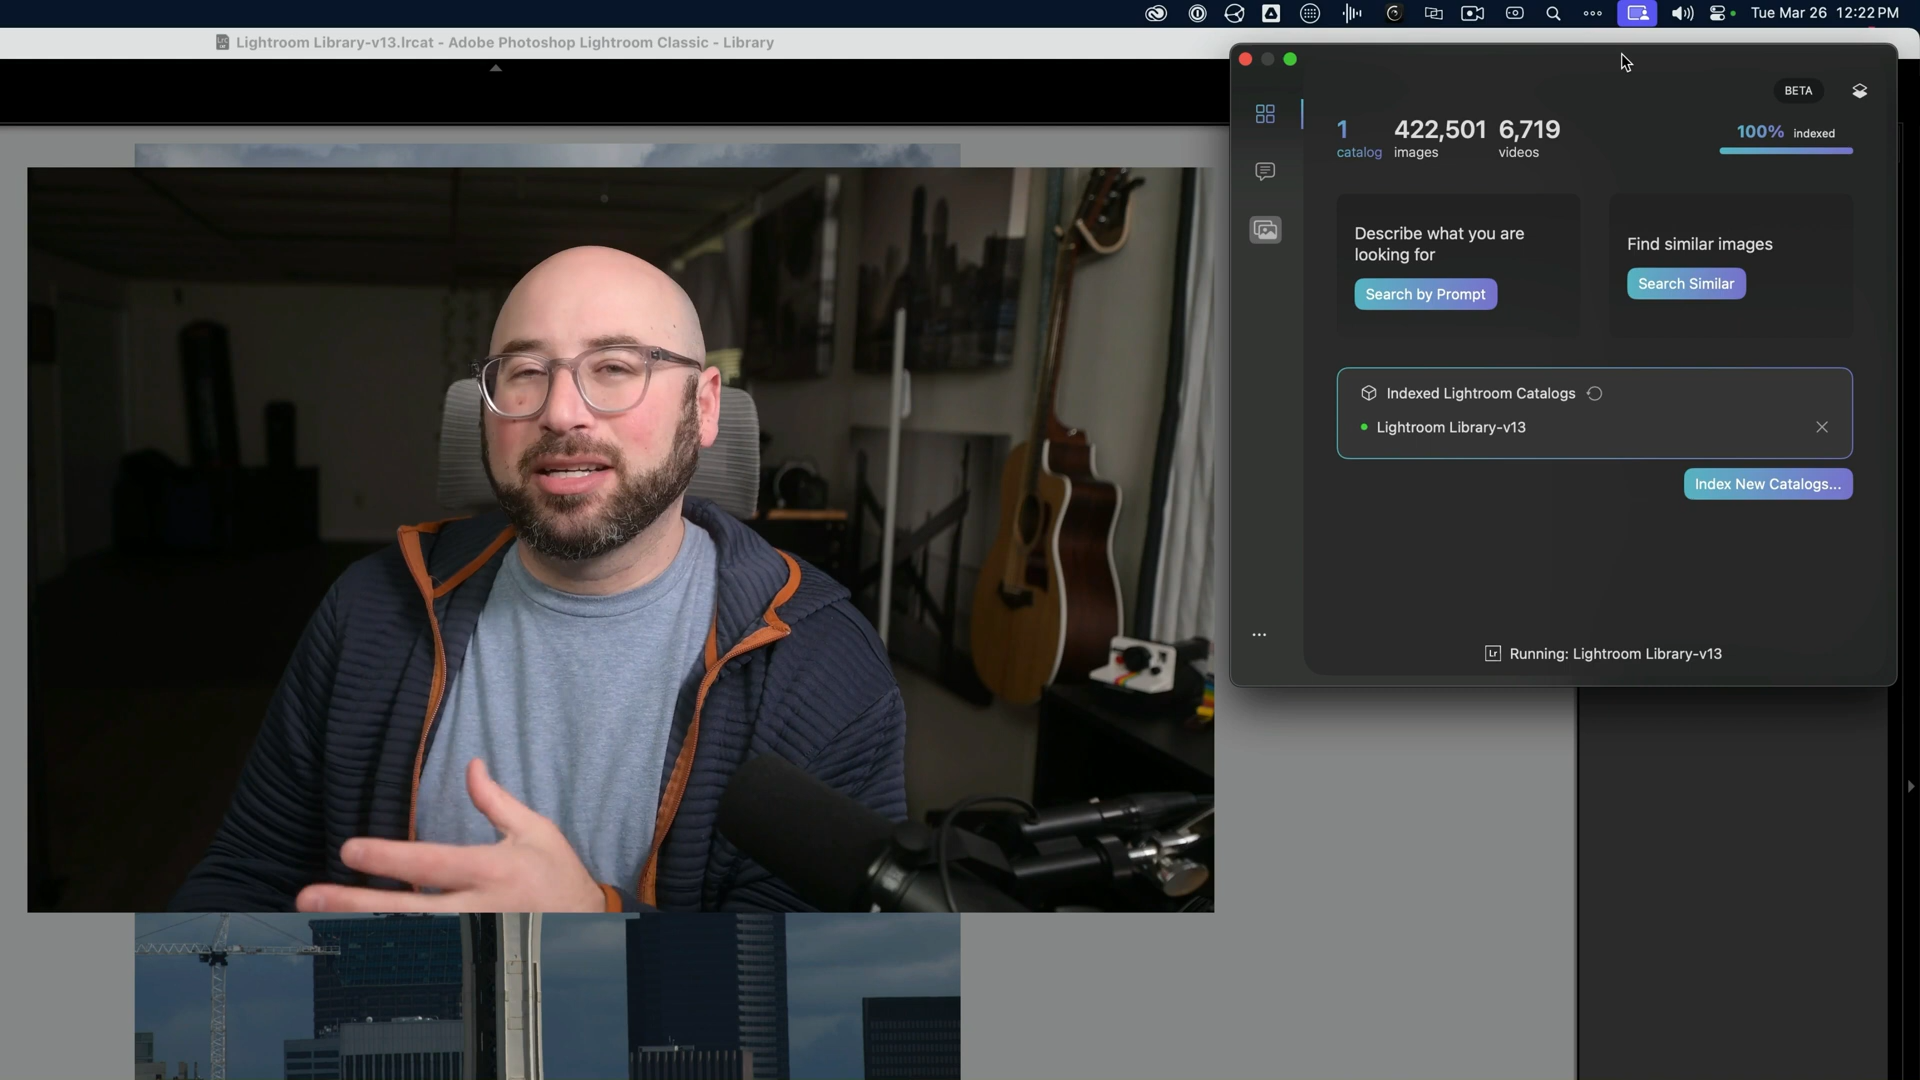 Tue Mar 26 12:22 PM
Lightroom Library-v13.lrcat - Adobe Photoshop Lightroom Classic - Library
BETA
1 422,501 6,719
catalog images videos
100% indexed
Describe what you are
looking for
Search by Prompt
Find similar images
Search Similar
Indexed Lightroom Catalogs
Lightroom Library-v13
Index New Catalogs...
Lr Running: Lightroom Library-v13